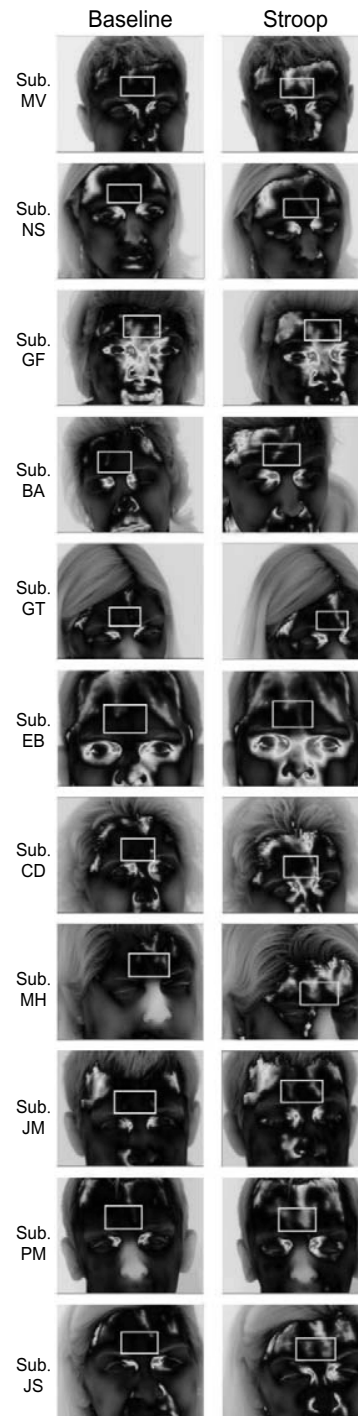 Baseline Stroop
Sub.
MV
Sub.
NS
Sub.
GF
Sub.
BA
Sub.
GT
Sub.
EB
Sub.
CD
Sub.
MH
Sub.
JM
Sub.
PM
Sub.
JS